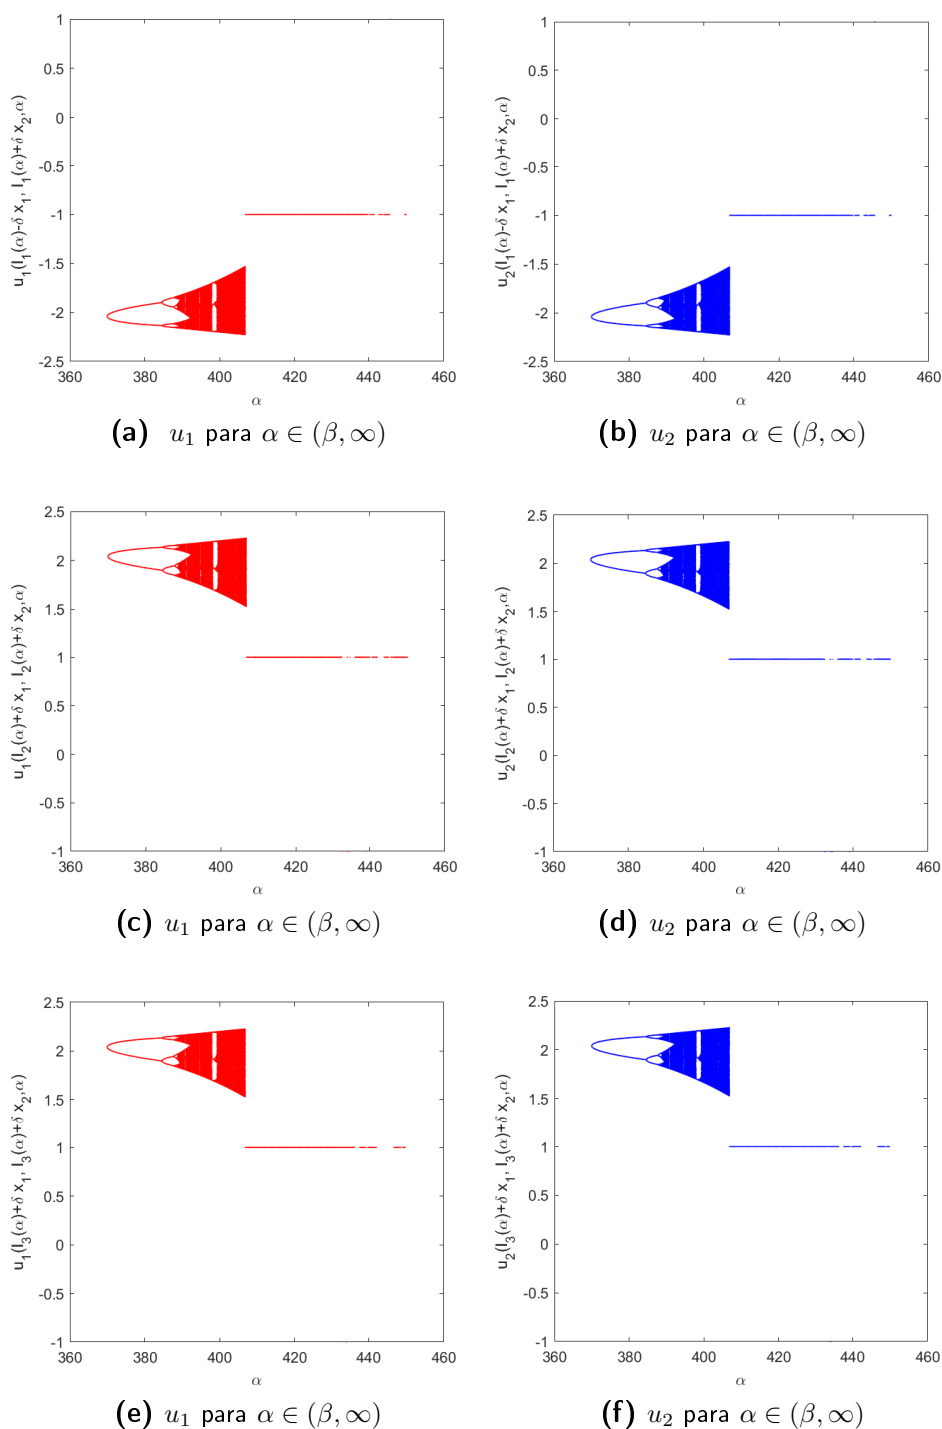 1
0.5
0
-0.5
-1
-1.5
-2
-2.5
360 380 400 420 440 460
α
u₁(I₁(α)-δ x₁, I₁(α)+δ x₂,α)
(a) u₁ para α ∈ (β, ∞)
1
0.5
0
-0.5
-1
-1.5
-2
-2.5
360 380 400 420 440 460
α
u₂(I₁(α)-δ x₁, I₁(α)+δ x₂,α)
(b) u₂ para α ∈ (β, ∞)
2.5
2
1.5
1
0.5
0
-0.5
-1
360 380 400 420 440 460
α
u₁(I₂(α)+δ x₁, I₂(α)+δ x₂,α)
(c) u₁ para α ∈ (β, ∞)
2.5
2
1.5
1
0.5
0
-0.5
-1
360 380 400 420 440 460
α
u₂(I₂(α)+δ x₁, I₂(α)+δ x₂,α)
(d) u₂ para α ∈ (β, ∞)
2.5
2
1.5
1
0.5
0
-0.5
-1
360 380 400 420 440 460
α
u₁(I₃(α)+δ x₁, I₃(α)+δ x₂,α)
(e) u₁ para α ∈ (β, ∞)
2.5
2
1.5
1
0.5
0
-0.5
-1
360 380 400 420 440 460
α
u₂(I₃(α)+δ x₁, I₃(α)+δ x₂,α)
(f) u₂ para α ∈ (β, ∞)